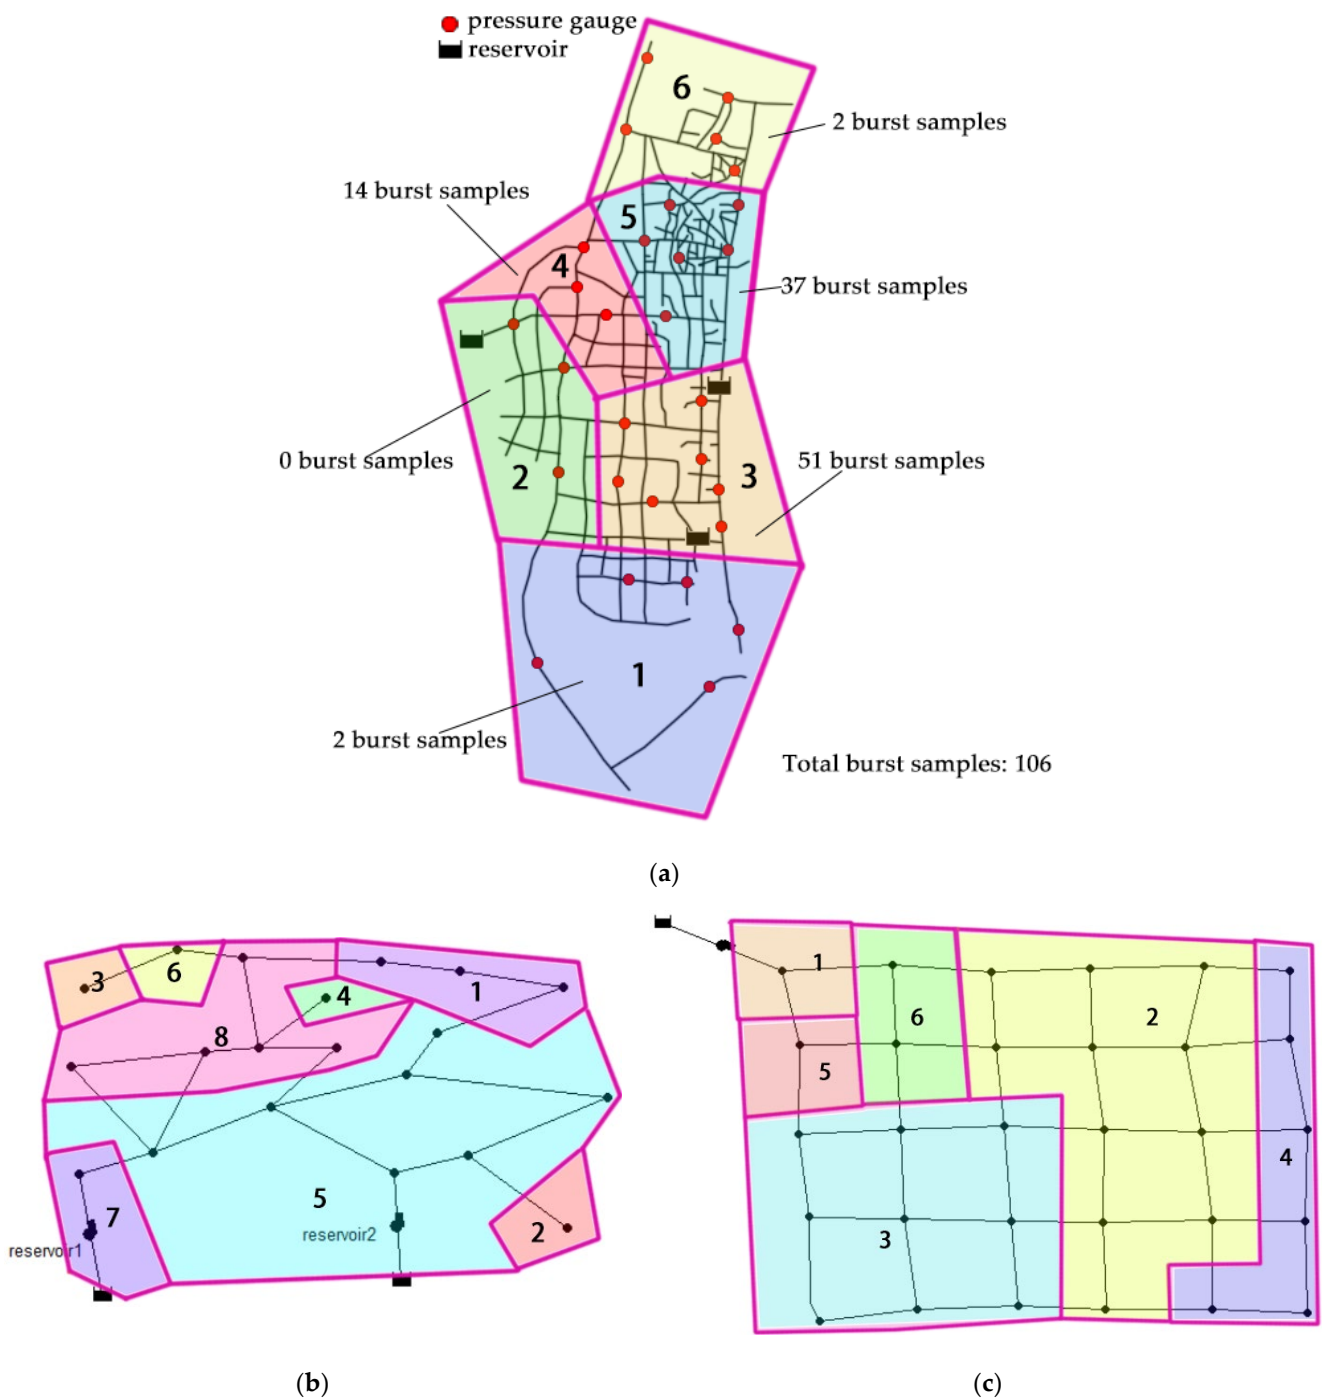 pressure gauge
reservoir
6
2 burst samples
14 burst samples
5
4
37 burst samples
0 burst samples
2
3
51 burst samples
1
2 burst samples
Total burst samples: 106
(a)
3
6
4
1
8
5
7
2
reservoir1
reservoir2
(b)
1
6
2
5
4
3
(c)